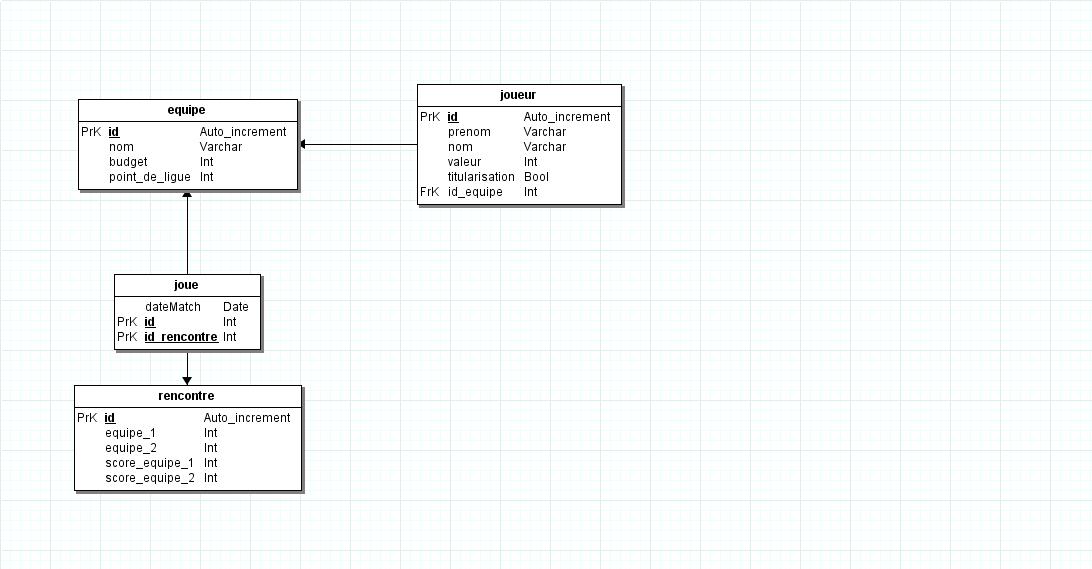 equipe
PrK id Auto_increment
nom Varchar
budget Int
point_de_ligue Int
joueur
PrK id Auto_increment
prenom Varchar
nom Varchar
valeur Int
titularisation Bool
FrK id_equipe Int
joue
dateMatch Date
PrK id Int
PrK id_rencontre Int
rencontre
PrK id Auto_increment
equipe_1 Int
equipe_2 Int
score_equipe_1 Int
score_equipe_2 Int